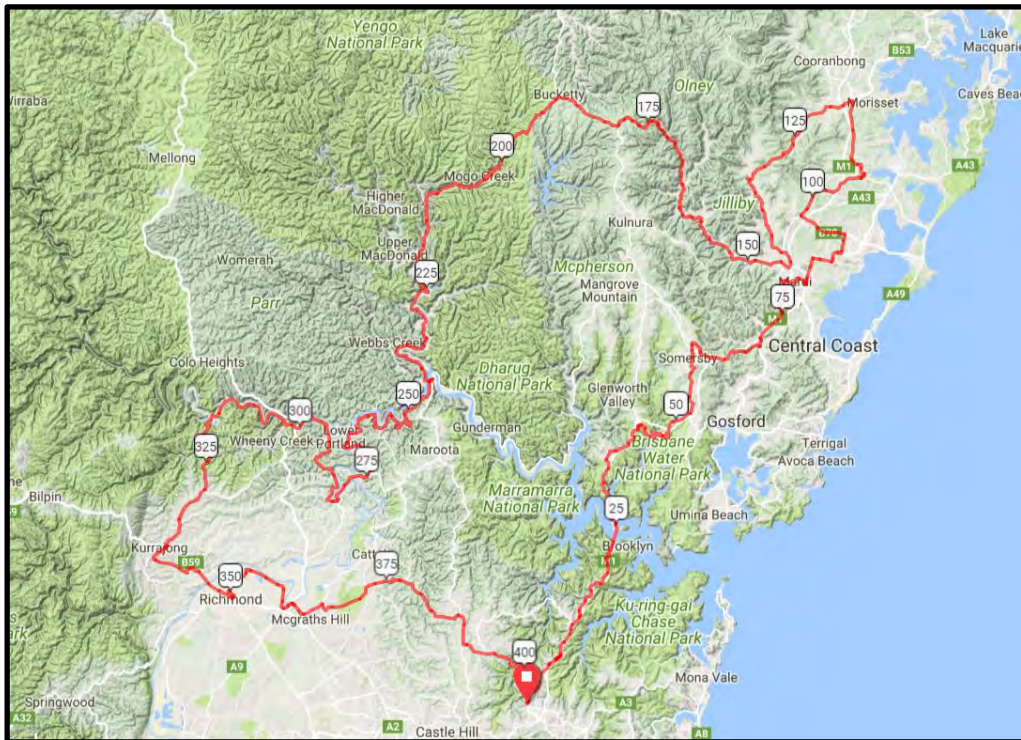 Yengo
National Park
Lake
Macquarie
B53
Cooranbong
Wirraba
Olney
Caves Bea
Bucketty
Morisset
175
125
Mellong
200
M1
A43
Mogo Creek
100
A43
Higher
MacDonald
Jilliby
Kulnura
B70
Upper
MacDonald
150
Womerah
225
Mcpherson
Mangrove
Mountain
75
A49
Parr
M1
Webbs Creek
Central Coast
Colo Heights
Somersby
Dharug
National Park
250
Glenworth
Valley
50
300
Gosford
Wheeny Creek
Lower
Portland
Gunderman
325
Maroota
Brisbane
Water
National Park
Terrigal
Avoca Beach
275
Bilpin
Marramarra
National Park
25
Umina Beach
Kurrajong
Brooklyn
B59
Catt
375
M1
350
Richmond
Ku-ring-gai
Chase
National Park
Mcgraths Hill
400
A9
Mona Vale
Springwood
A3
A32
A2
Castle Hill
A8